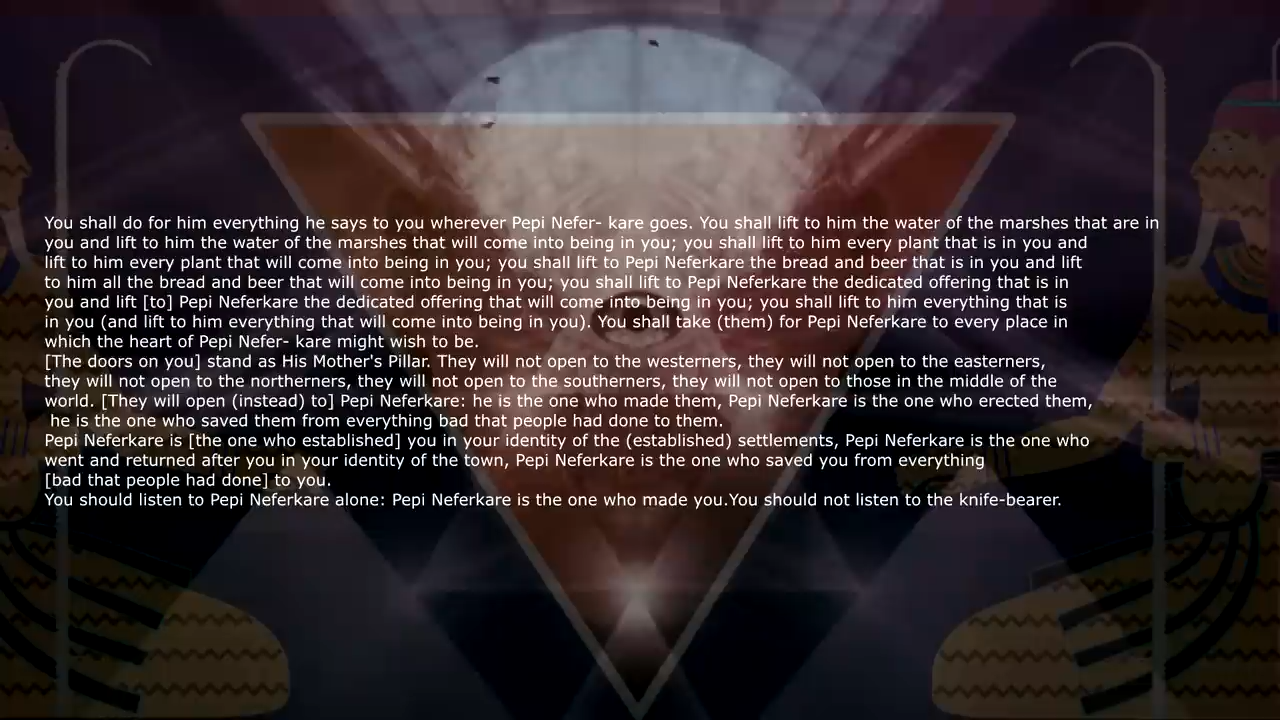 You shall do for him everything he says to you wherever Pepi Nefer- kare goes. You shall lift to him the water of the marshes that are in
you and lift to him the water of the marshes that will come into being in you; you shall lift to him every plant that is in you and
lift to him every plant that will come into being in you; you shall lift to Pepi Neferkare the bread and beer that is in you and lift
to him all the bread and beer that will come into being in you; you shall lift to Pepi Neferkare the dedicated offering that is in
you and lift [to] Pepi Neferkare the dedicated offering that will come into being in you; you shall lift to him everything that is
in you (and lift to him everything that will come into being in you). You shall take (them) for Pepi Neferkare to every place in
which the heart of Pepi Nefer- kare might wish to be.
[The doors on you] stand as His Mother's Pillar. They will not open to the westerners, they will not open to the easterners,
they will not open to the northerners, they will not open to the southerners, they will not open to those in the middle of the
world. [They will open (instead) to] Pepi Neferkare: he is the one who made them, Pepi Neferkare is the one who erected them,
he is the one who saved them from everything bad that people had done to them.
Pepi Neferkare is [the one who established] you in your identity of the (established) settlements, Pepi Neferkare is the one who
went and returned after you in your identity of the town, Pepi Neferkare is the one who saved you from everything
[bad that people had done] to you.
You should listen to Pepi Neferkare alone: Pepi Neferkare is the one who made you.You should not listen to the knife-bearer.